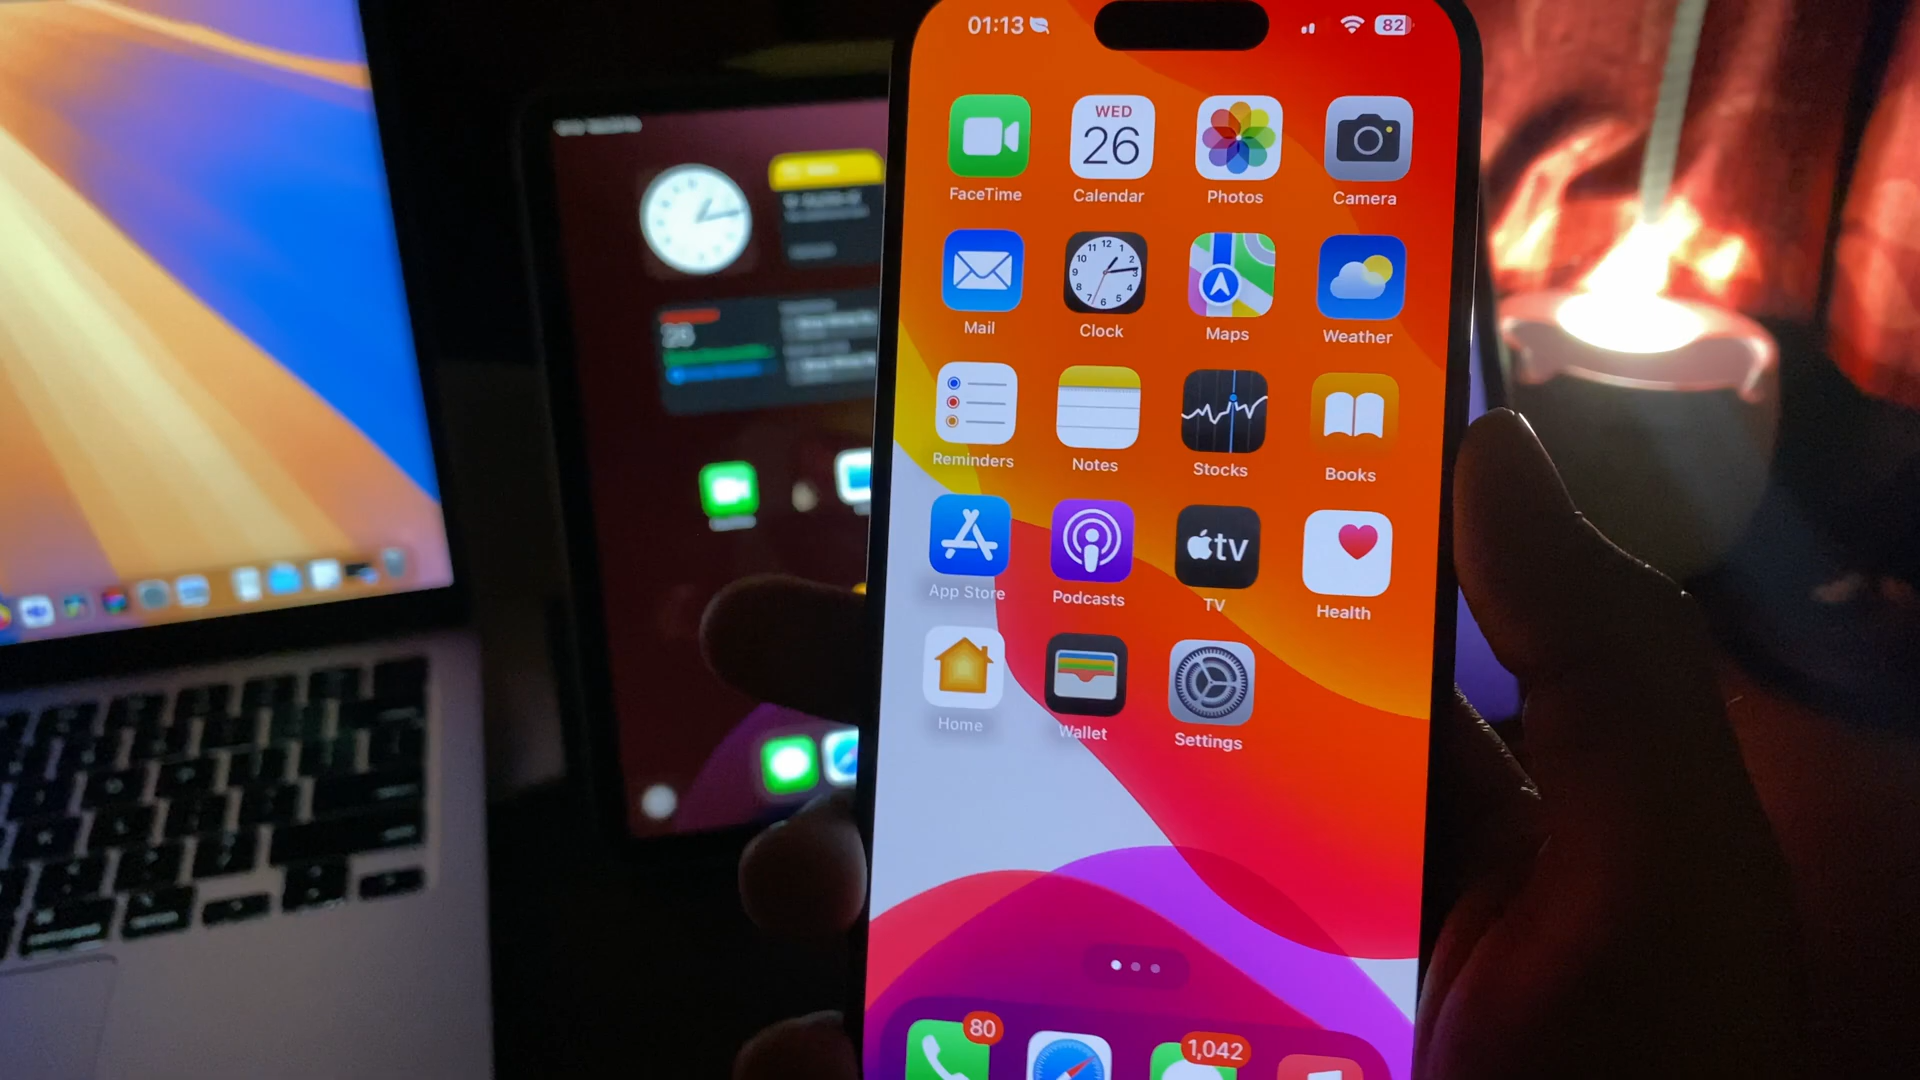 01:13
82
WED
26
FaceTime
Calendar
Photos
Camera
Mail
Clock
Maps
Weather
Reminders
Notes
Stocks
Books
tv
App Store
Podcasts
TV
Health
Home
Wallet
Settings
80
1,042